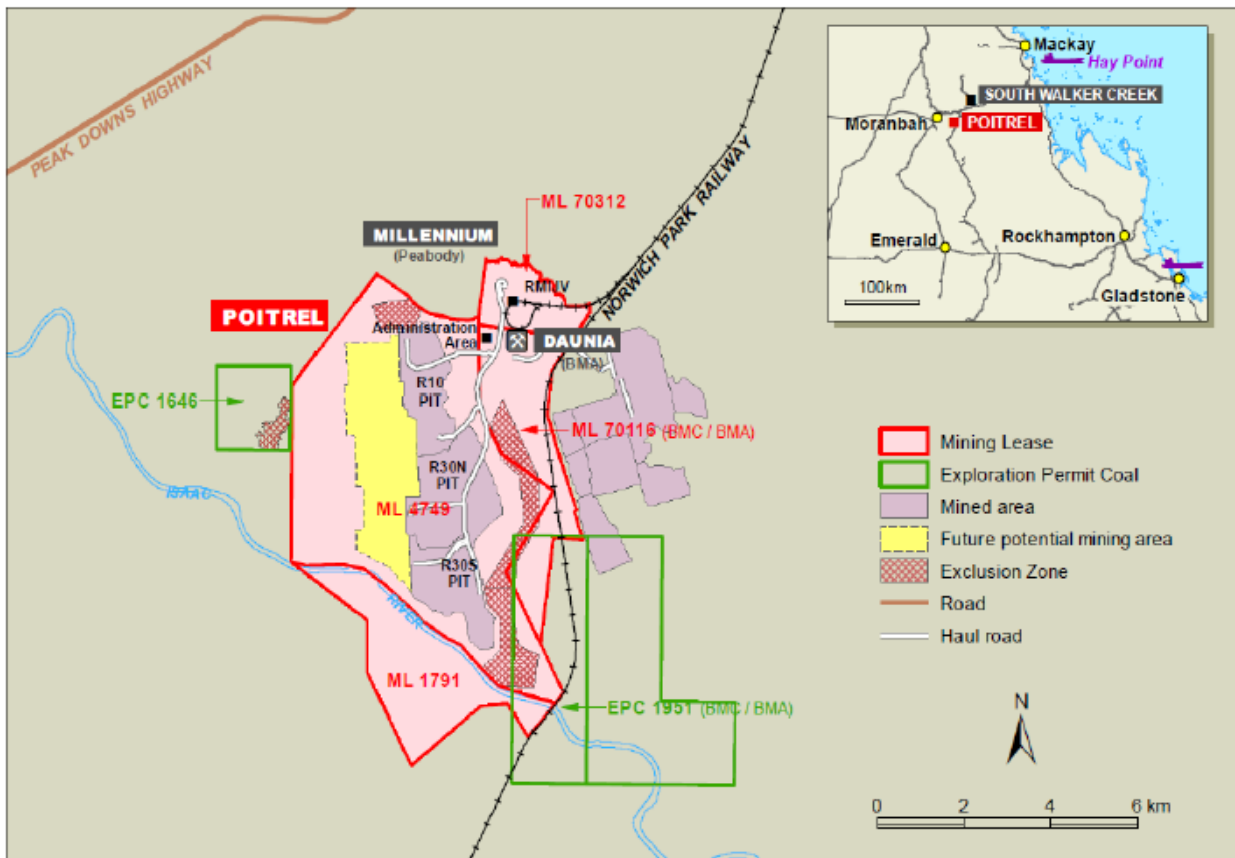 PEAK DOWNS HIGHWAY
NORWICH PARK RAILWAY
ML 70312
MILLENNIUM
(Peabody)
POITREL
Administration
Area
DAUNIA
(BMA)
R10
PIT
EPC 1646
ML 70116 (BMC / BMA)
R30N
PIT
ML 4749
ISAAC
R30S
PIT
RIVER
ML 1791
EPC 1951 (BMC / BMA)
Mackay
Hay Point
SOUTH WALKER CREEK
Moranbah
POITREL
Emerald
Rockhampton
100km
Gladstone
Mining Lease
Exploration Permit Coal
Mined area
Future potential mining area
Exclusion Zone
Road
Haul road
N
0 2 4 6 km